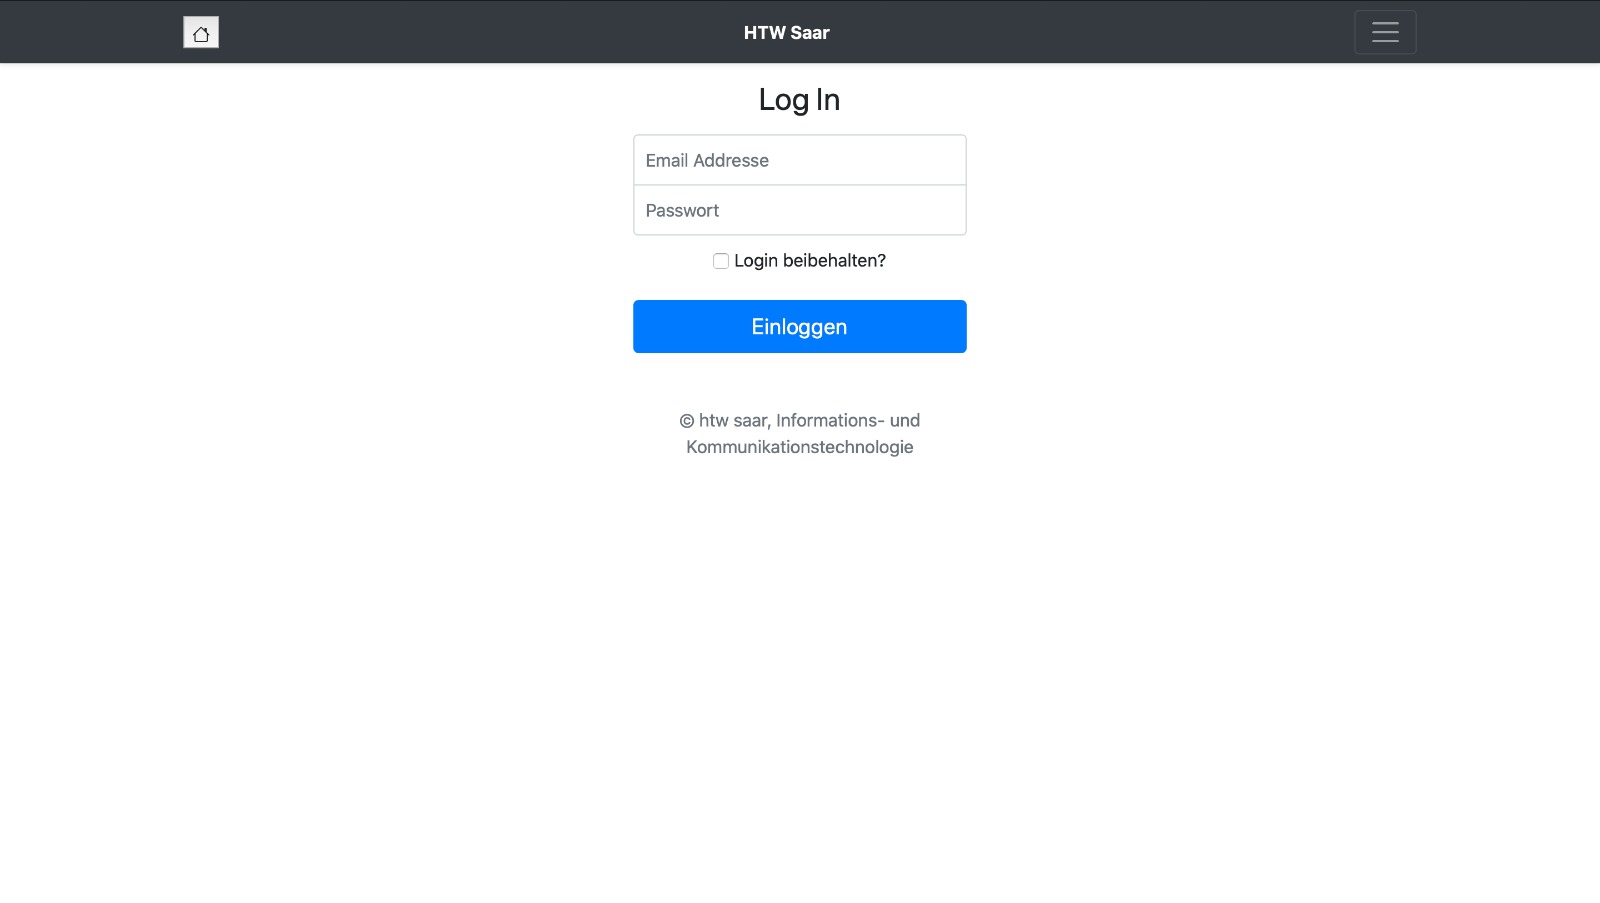 HTW Saar
Log In
Email Addresse
Passwort
Login beibehalten?
Einloggen
© htw saar, Informations- und
Kommunikationstechnologie